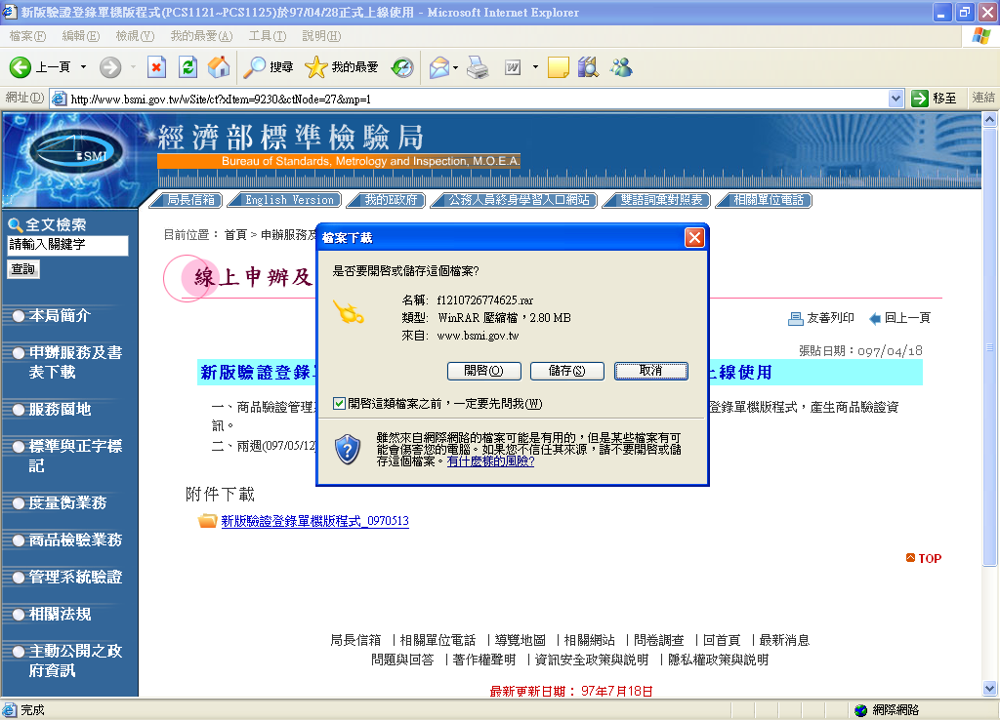 新版驗證登錄單機版程式(PCS1121~PCS1125)於97/04/28正式上線使用 - Microsoft Internet Explorer
檔案(F) 編輯(E) 檢視(V) 我的最愛(A) 工具(T) 說明(H)
上一頁 搜尋 我的最愛
網址(D) http://www.bsmi.gov.tw/wSite/ct?xItem=9230&ctNode=27&mp=1 移至 連結
BSMI
經濟部標準檢驗局
Bureau of Standards, Metrology and Inspection, M.O.E.A.
局長信箱 English Version 我的E政府 公務人員終身學習入口網站 雙語詞彙對照表 相關單位電話
全文檢索
請輸入關鍵字
查詢
本局簡介
申辦服務及書
表下載
服務園地
標準與正字標
記
度量衡業務
商品檢驗業務
管理系統驗證
相關法規
主動公開之政
府資訊
目前位置： 首頁 > 申辦服務及
線上申辦及
友善列印 回上一頁
張貼日期：097/04/18
新版驗證登錄 上線使用
一、商品驗證管理 登錄單機版程式，產生商品驗證資
訊。
二、兩週(097/05/12
檔案下載
是否要開啟或儲存這個檔案?
名稱: f1210726774625.rar
類型: WinRAR 壓縮檔，2.80 MB
來自: www.bsmi.gov.tw
開啟(O) 儲存(S) 取消
開啟這類檔案之前，一定要先問我(W)
雖然來自網際網路的檔案可能是有用的，但是某些檔案有可
能會傷害您的電腦。如果您不信任其來源，請不要開啟或儲
存這個檔案。有什麼樣的風險?
附件下載
新版驗證登錄單機版程式_0970513
TOP
局長信箱 ｜相關單位電話 ｜導覽地圖 ｜相關網站 ｜問卷調查 ｜回首頁 ｜最新消息
問題與回答 ｜著作權聲明 ｜資訊安全政策與說明 ｜隱私權政策與說明
最新更新日期： 97年7月18日
完成 網際網路